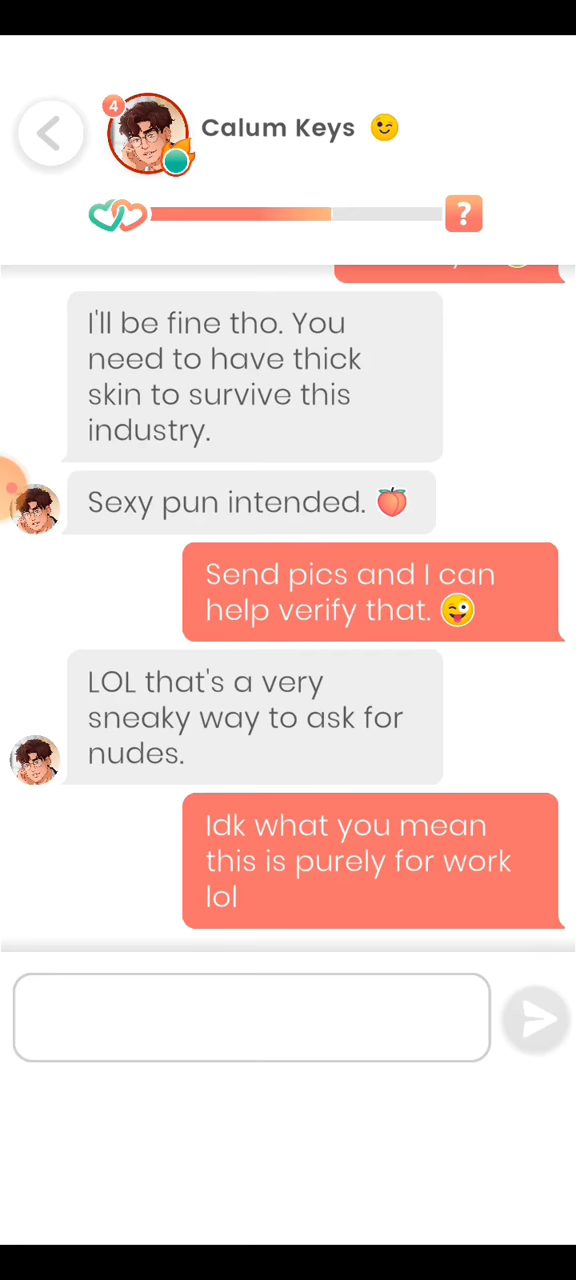 4
Calum Keys 😉
?
I'll be fine tho. You
need to have thick
skin to survive this
industry.
Sexy pun intended. 🍑
Send pics and I can
help verify that. 😜
LOL that's a very
sneaky way to ask for
nudes.
Idk what you mean
this is purely for work
lol